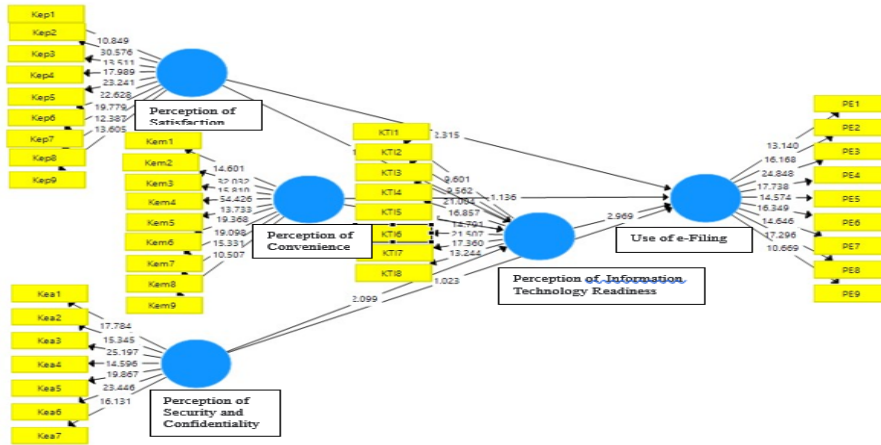 Kep1
Kep2
Kep3
Kep4
Kep5
Kep6
Kep7
Kep8
Kep9
10.849
30.576
13.511
17.989
23.241
22.628
19.779
12.387
13.605
Perception of
Satisfaction
Kem1
Kem2
Kem3
Kem4
Kem5
Kem6
Kem7
Kem8
Kem9
14.601
32.032
15.810
54.426
13.733
19.368
19.098
15.331
10.507
Perception of
Convenience
Kea1
Kea2
Kea3
Kea4
Kea5
Kea6
Kea7
17.784
15.345
25.197
14.596
19.867
23.446
16.131
Perception of
Security and
Confidentiality
KTI1
KTI2
KTI3
KTI4
KTI5
KTI6
KTI7
KTI8
9.601
9.562
21.004
16.857
14.791
21.507
17.360
13.244
Perception of Information
Technology Readiness
2.315
1.136
2.969
1.023
2.099
Use of e-Filing
13.140
16.168
24.848
17.738
14.574
16.349
14.646
17.296
10.669
PE1
PE2
PE3
PE4
PE5
PE6
PE7
PE8
PE9